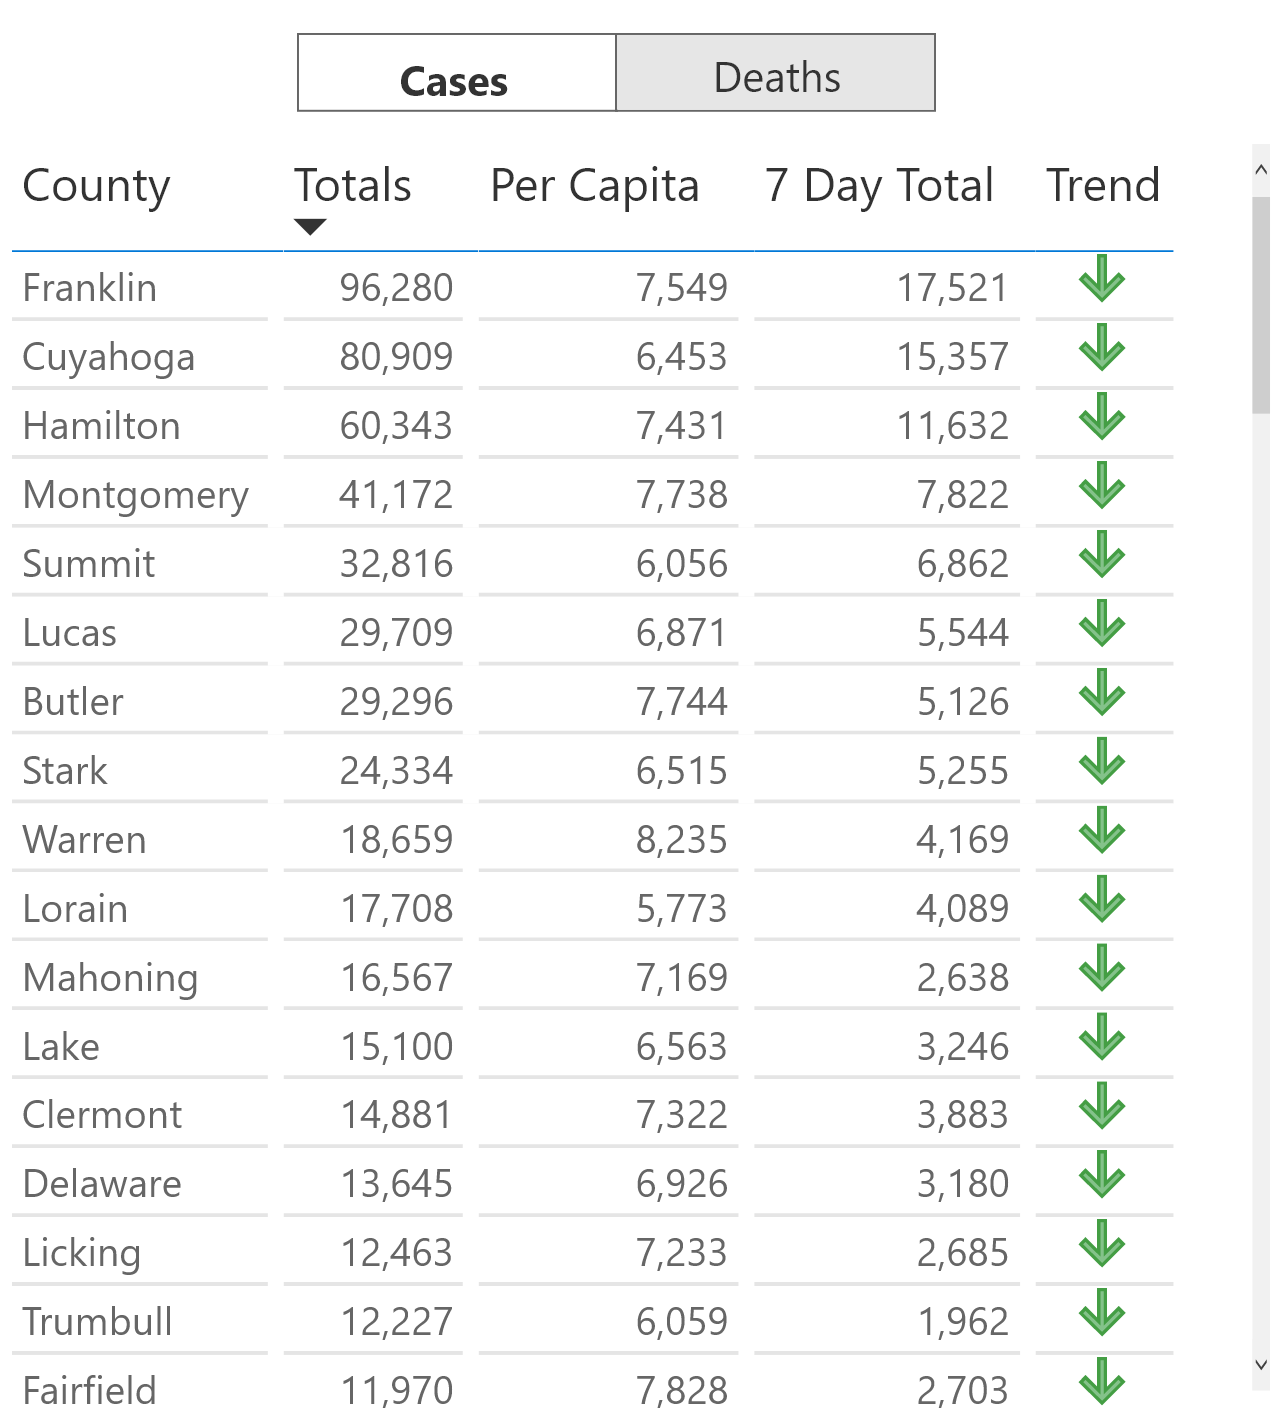 Cases Deaths
County Totals Per Capita 7 Day Total Trend
Franklin 96,280 7,549 17,521
Cuyahoga 80,909 6,453 15,357
Hamilton 60,343 7,431 11,632
Montgomery 41,172 7,738 7,822
Summit 32,816 6,056 6,862
Lucas 29,709 6,871 5,544
Butler 29,296 7,744 5,126
Stark 24,334 6,515 5,255
Warren 18,659 8,235 4,169
Lorain 17,708 5,773 4,089
Mahoning 16,567 7,169 2,638
Lake 15,100 6,563 3,246
Clermont 14,881 7,322 3,883
Delaware 13,645 6,926 3,180
Licking 12,463 7,233 2,685
Trumbull 12,227 6,059 1,962
Fairfield 11,970 7,828 2,703